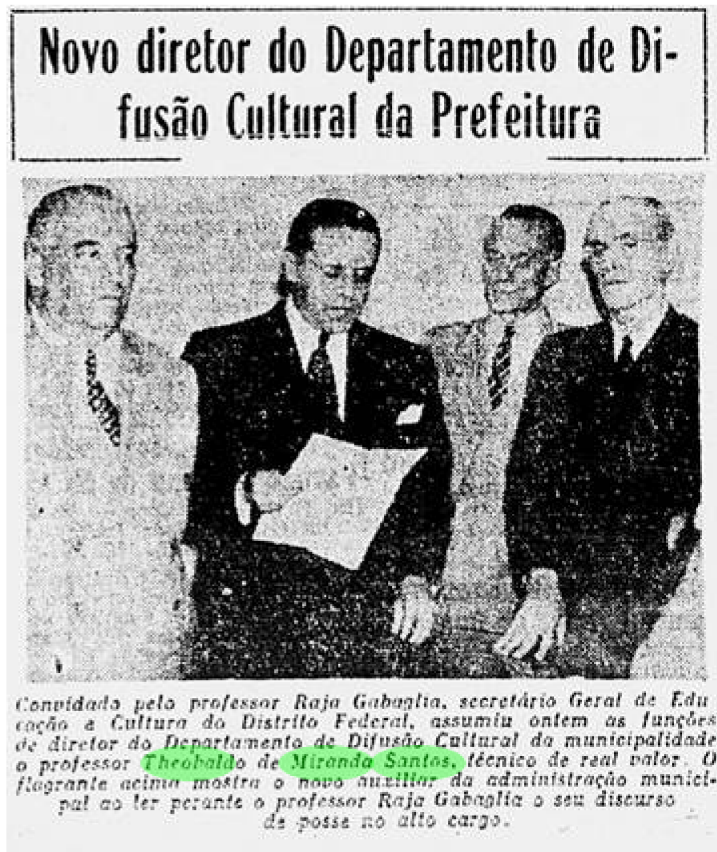 Novo diretor do Departamento de Di-
fusão Cultural da Prefeitura
Convidado pelo professor Raja Gabaglia, secretário Geral de Edu
cação e Cultura do Distrito Federal, assumiu ontem as funções
de diretor do Departamento de Difusão Cultural da municipalidade
o professor Theobaldo de Miranda Santos, técnico de real valor. O
flagrante acima mostra o novo auxiliar da administração munici-
pal ao ler perante o professor Raja Gabaglia o seu discurso
de posse no alto cargo.